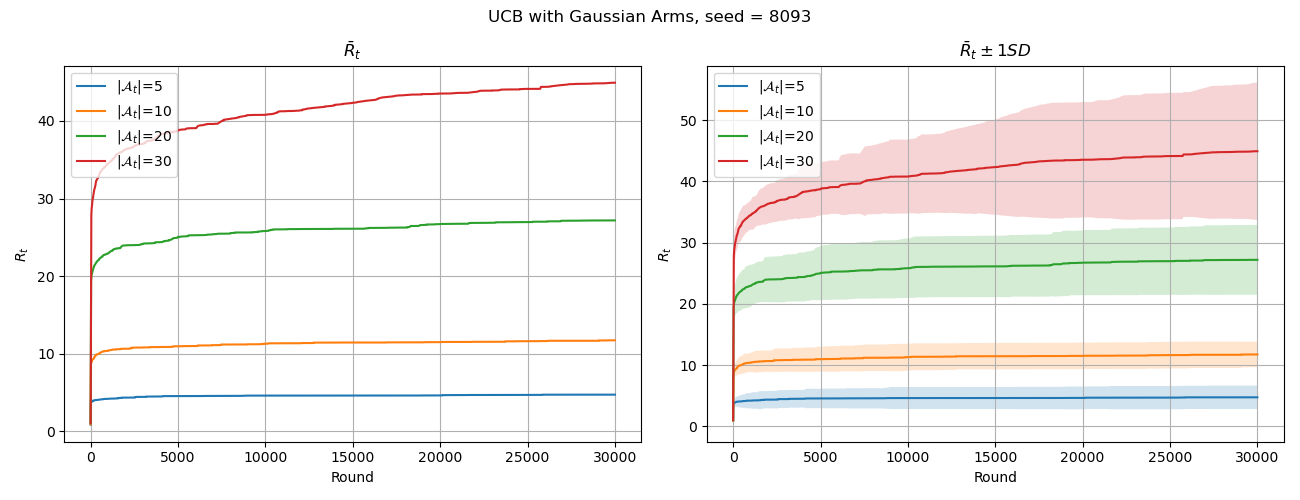 UCB with Gaussian Arms, seed = 8093
R̄_t
|𝒜_t|=5
|𝒜_t|=10
|𝒜_t|=20
|𝒜_t|=30
R_t
40
30
20
10
0
0 5000 10000 15000 20000 25000 30000
Round
R̄_t ± 1SD
|𝒜_t|=5
|𝒜_t|=10
|𝒜_t|=20
|𝒜_t|=30
R_t
50
40
30
20
10
0
0 5000 10000 15000 20000 25000 30000
Round